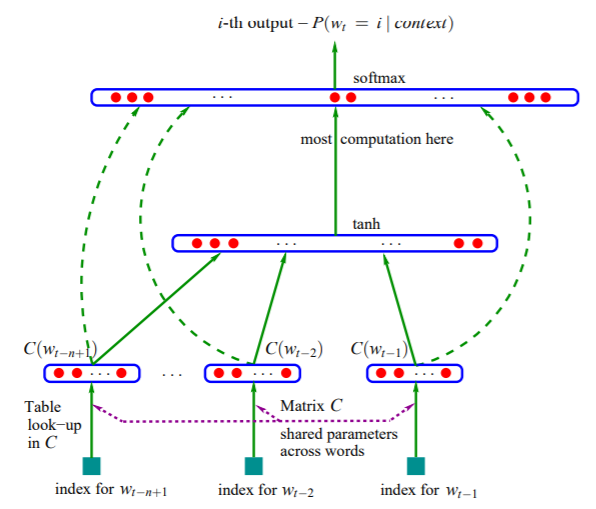 i-th output – P(w_t = i | context)
softmax
...
...
most computation here
tanh
...
...
C(w_{t−n+1})
C(w_{t−2})
C(w_{t−1})
...
...
...
...
Table
look−up
in C
Matrix C
shared parameters
across words
index for w_{t−n+1}
index for w_{t−2}
index for w_{t−1}